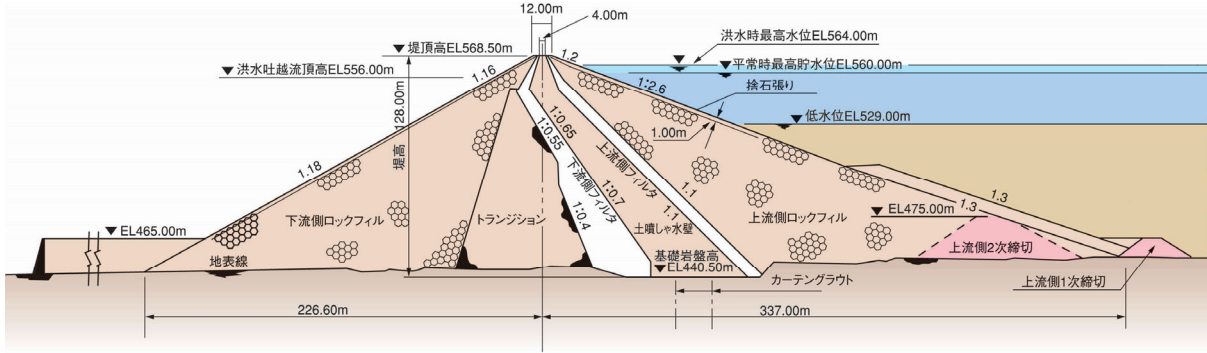 12.00m
4.00m
洪水時最高水位EL564.00m
堤頂高EL568.50m
平常時最高貯水位EL560.00m
洪水吐越流頂高EL556.00m
1.16
1.2
1:2.6
捨石張り
低水位EL529.00m
1.00m
堤高 128.00m
1:0.65
1:0.55
上流側フィルタ
下流側フィルタ
1.18
1:0.7
1.1
1.1
1:0.4
1.3
1.3
EL475.00m
EL465.00m
下流側ロックフィル
トランジション
土噴しゃ水壁
上流側ロックフィル
上流側2次締切
地表線
基礎岩盤高
EL440.50m
カーテングラウト
上流側1次締切
226.60m
337.00m